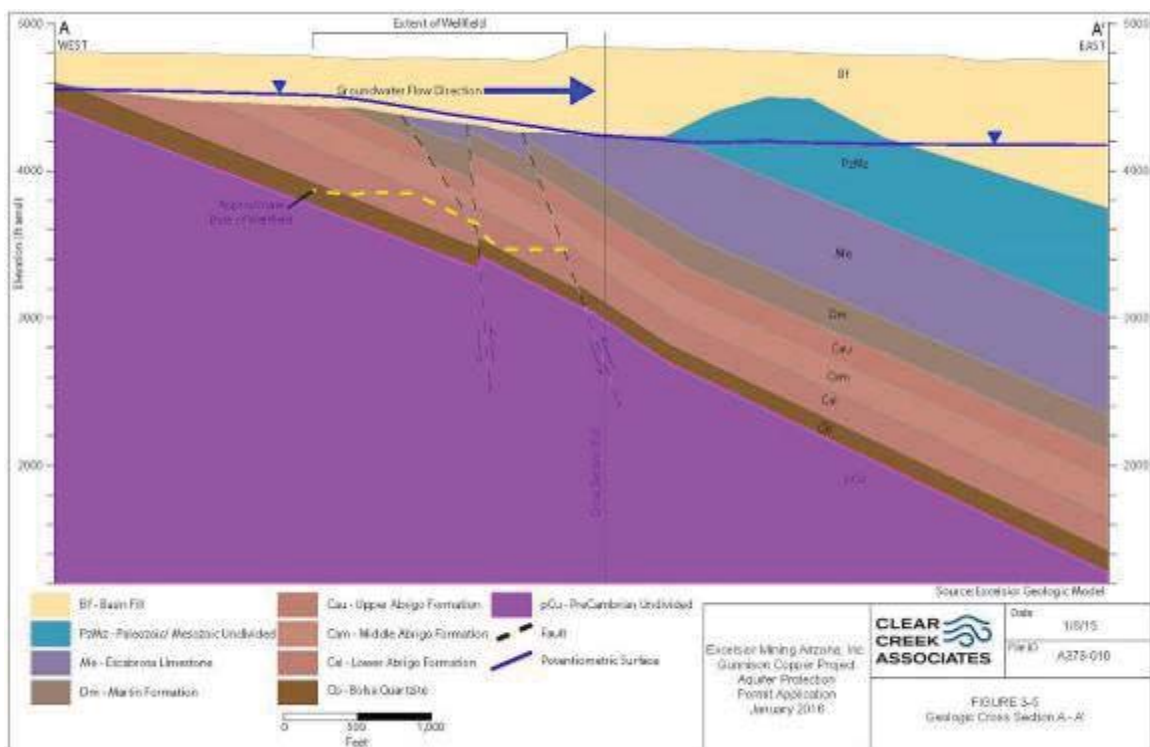 A
WEST
Extent of Wellfield
A'
EAST
5000
5000
Groundwater Flow Direction
Bf
4000
4000
PzMz
Approximate
Base of Wellfield
Elevation (ft amsl)
Me
3000
3000
Dm
Cau
Cam
Cal
Cb
2000
2000
pCu
Source: Excelsior Geologic Model
Bf - Basin Fill
PzMz - Paleozoic/ Mesozoic Undivided
Me - Escabrosa Limestone
Dm - Martin Formation
Cau - Upper Abrigo Formation
Cam - Middle Abrigo Formation
Cal - Lower Abrigo Formation
Cb - Bolsa Quartzite
0 500 1,000
Feet
pCu - PreCambrian Undivided
Fault
Potentiometric Surface
Excelsior Mining Arizona, Inc.
Gunnison Copper Project
Aquifer Protection
Permit Application
January 2016
CLEAR
CREEK
ASSOCIATES
Date
1/8/15
File ID
A373-010
FIGURE 3-5
Geologic Cross Section A - A'